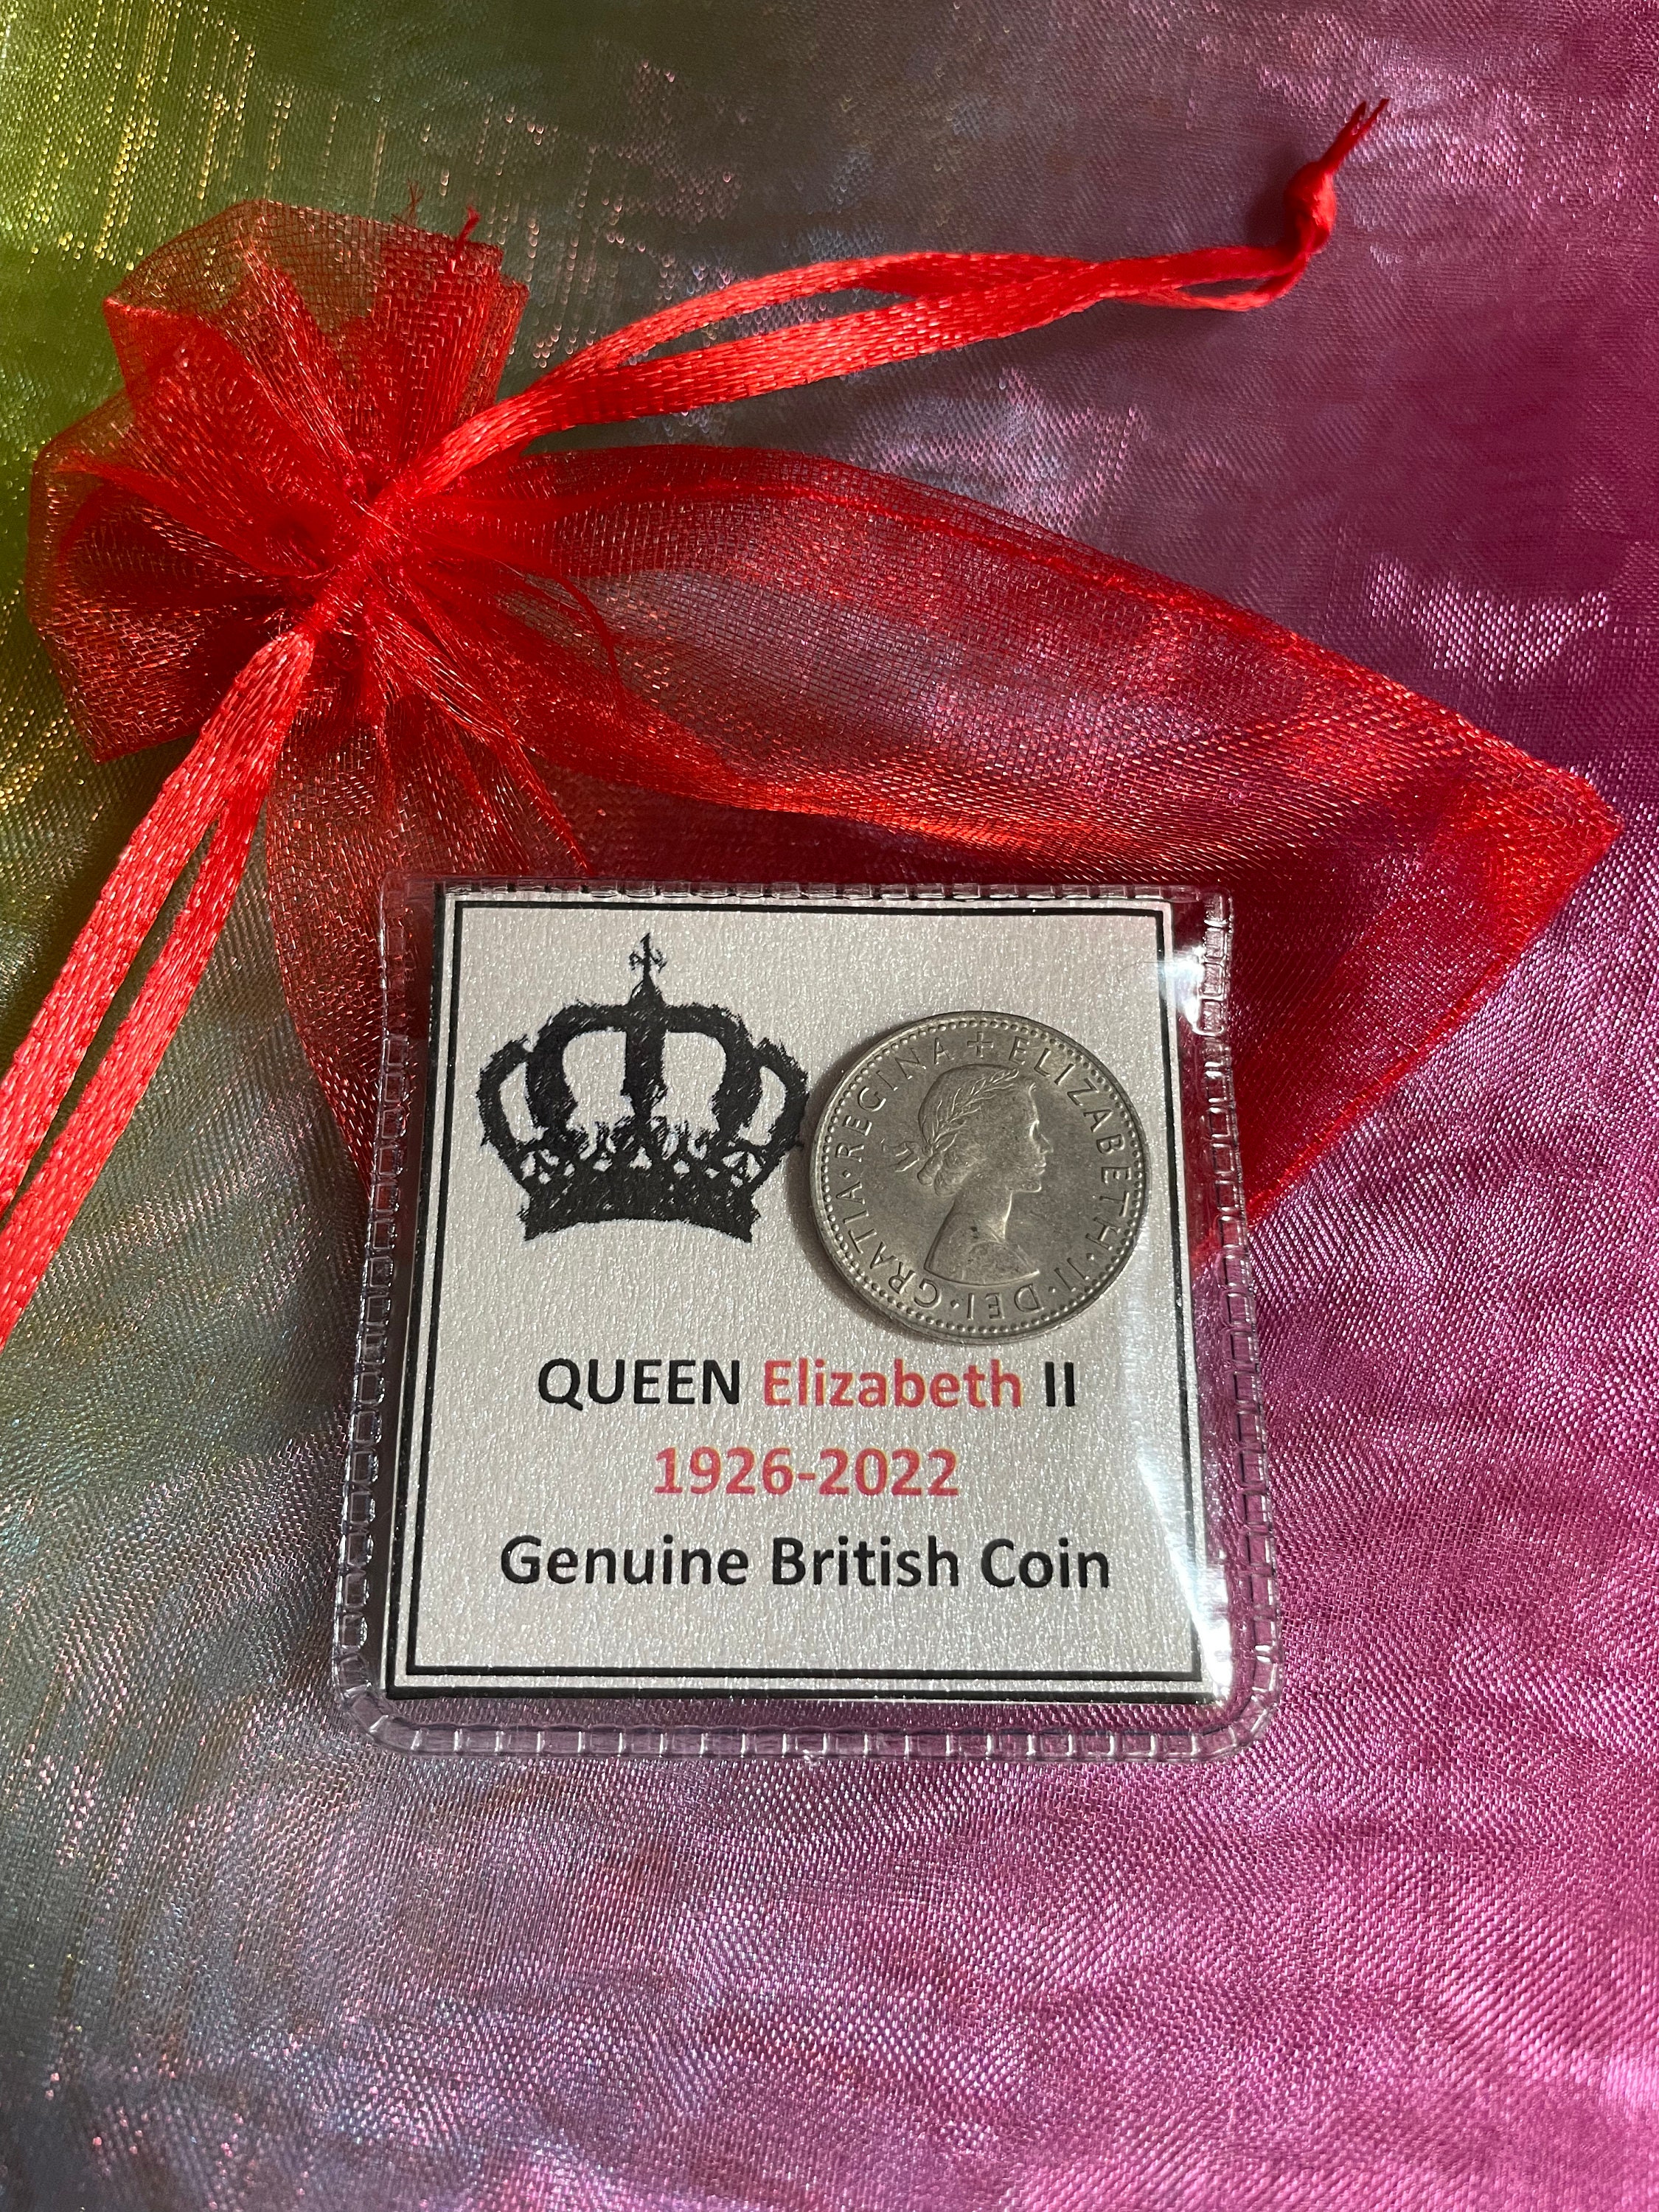 + ELIZABETH · II · DEI · GRATIA · REGINA
QUEEN Elizabeth II
1926-2022
Genuine British Coin